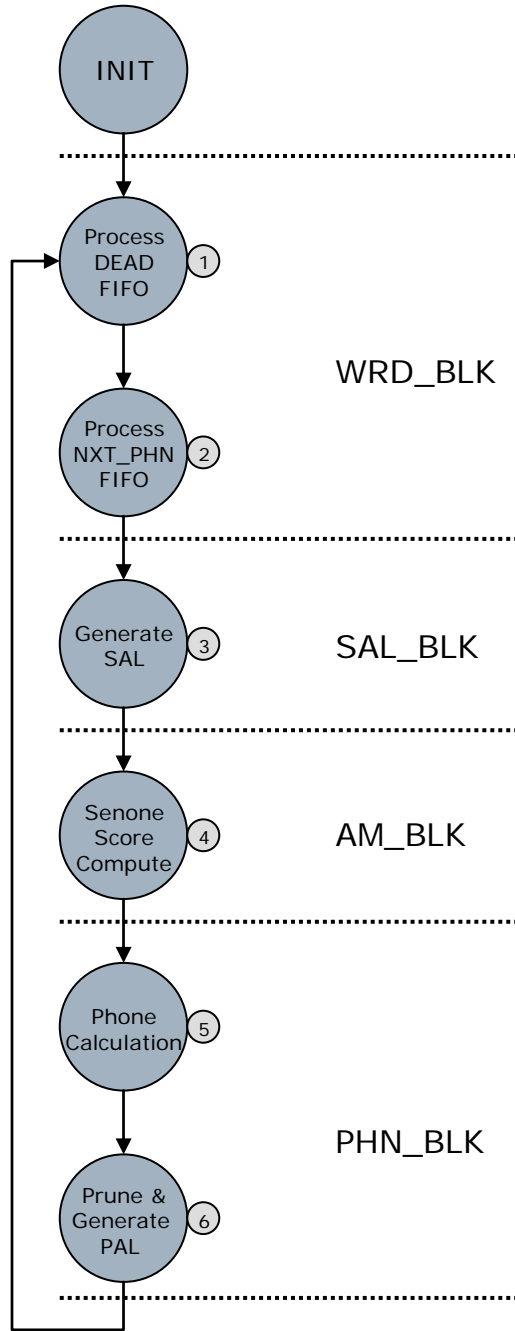 INIT
Process
DEAD
FIFO
1
WRD_BLK
Process
NXT_PHN
FIFO
2
Generate
SAL
3
SAL_BLK
Senone
Score
Compute
4
AM_BLK
Phone
Calculation
5
PHN_BLK
Prune &
Generate
PAL
6